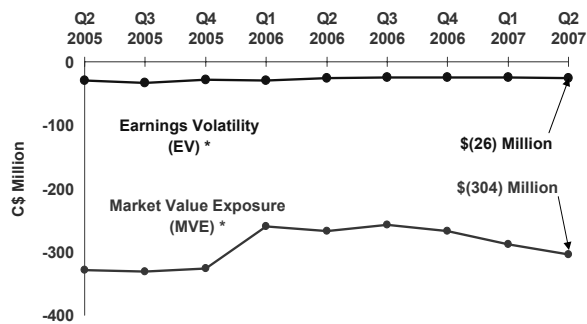 Q2 Q3 Q4 Q1 Q2 Q3 Q4 Q1 Q2
2005 2005 2005 2006 2006 2006 2006 2007 2007
0
-100
-200
-300
-400
C$ Million
Earnings Volatility
(EV) *
$(26) Million
$(304) Million
Market Value Exposure
(MVE) *